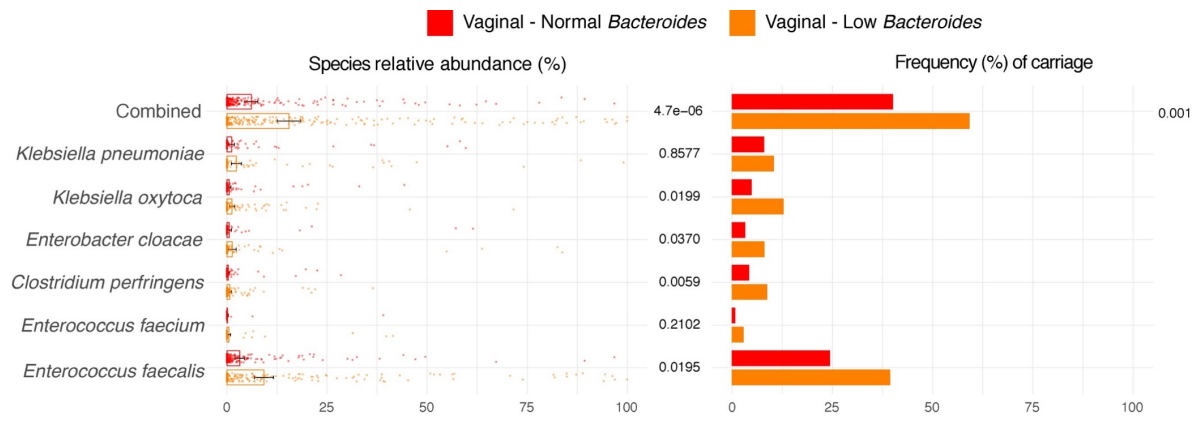 Vaginal - Normal Bacteroides Vaginal - Low Bacteroides
Species relative abundance (%) Frequency (%) of carriage
Combined 4.7e−06 0.001
Klebsiella pneumoniae 0.8577
Klebsiella oxytoca 0.0199
Enterobacter cloacae 0.0370
Clostridium perfringens 0.0059
Enterococcus faecium 0.2102
Enterococcus faecalis 0.0195
0 25 50 75 100 0 25 50 75 100